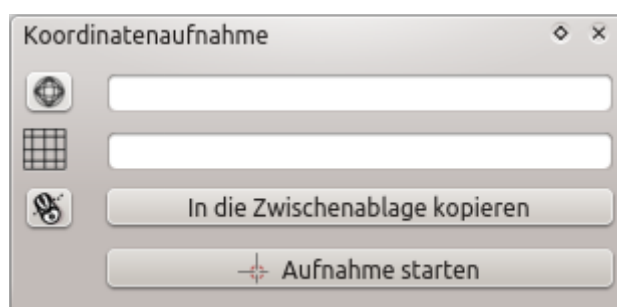 Koordinatenaufnahme
In die Zwischenablage kopieren
Aufnahme starten